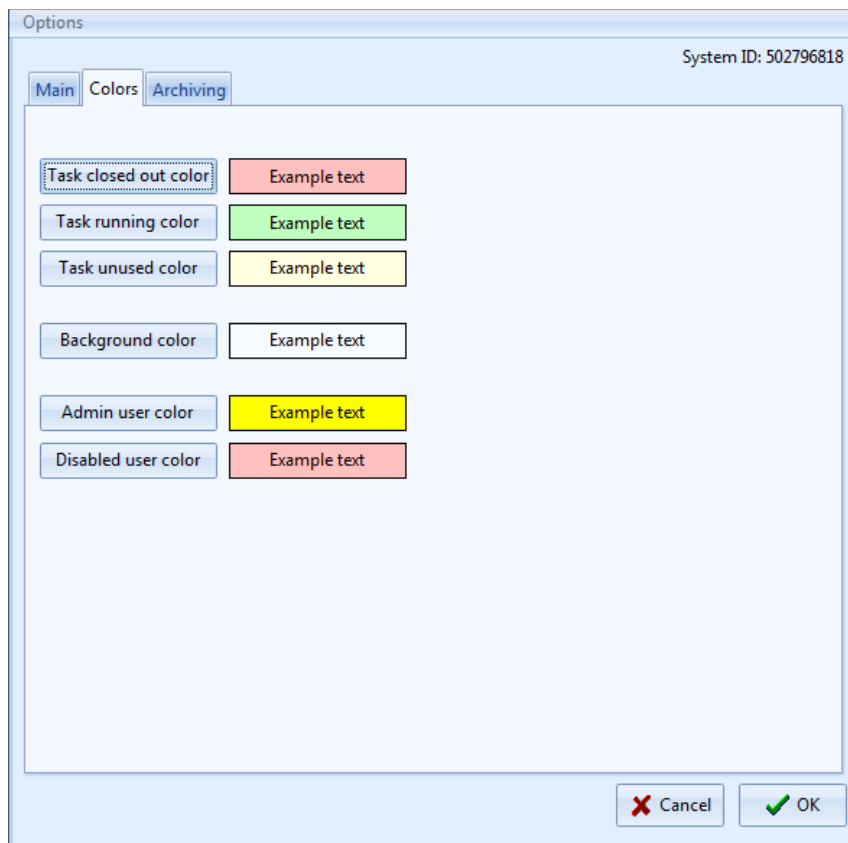 Options
System ID: 502796818
Main Colors Archiving
Task closed out color Example text
Task running color Example text
Task unused color Example text
Background color Example text
Admin user color Example text
Disabled user color Example text
Cancel OK